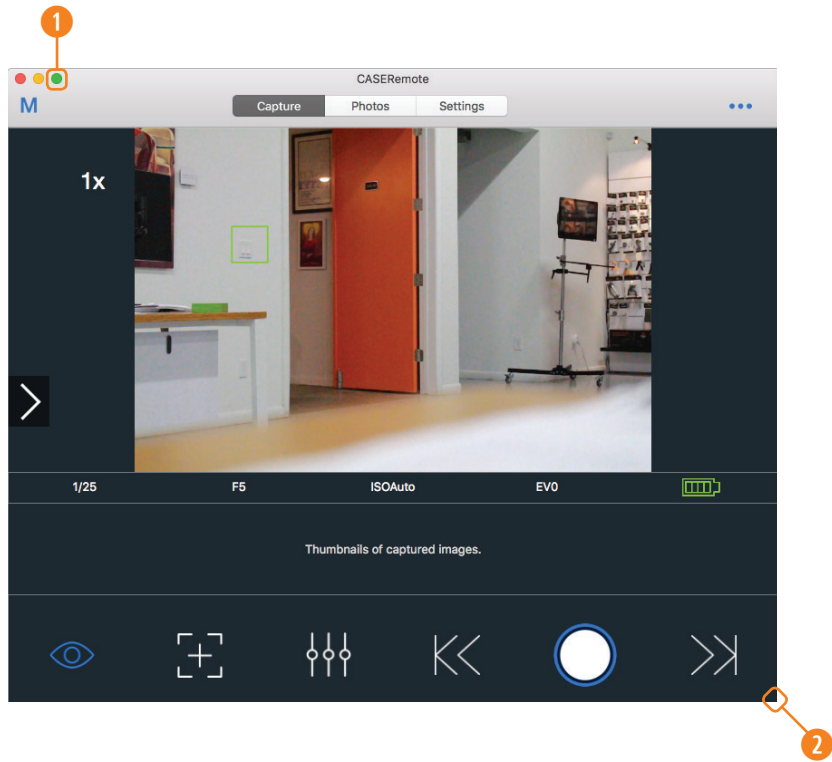 1
CASERemote
M
Capture Photos Settings
1x
1/25 F5 ISOAuto EV0
Thumbnails of captured images.
2